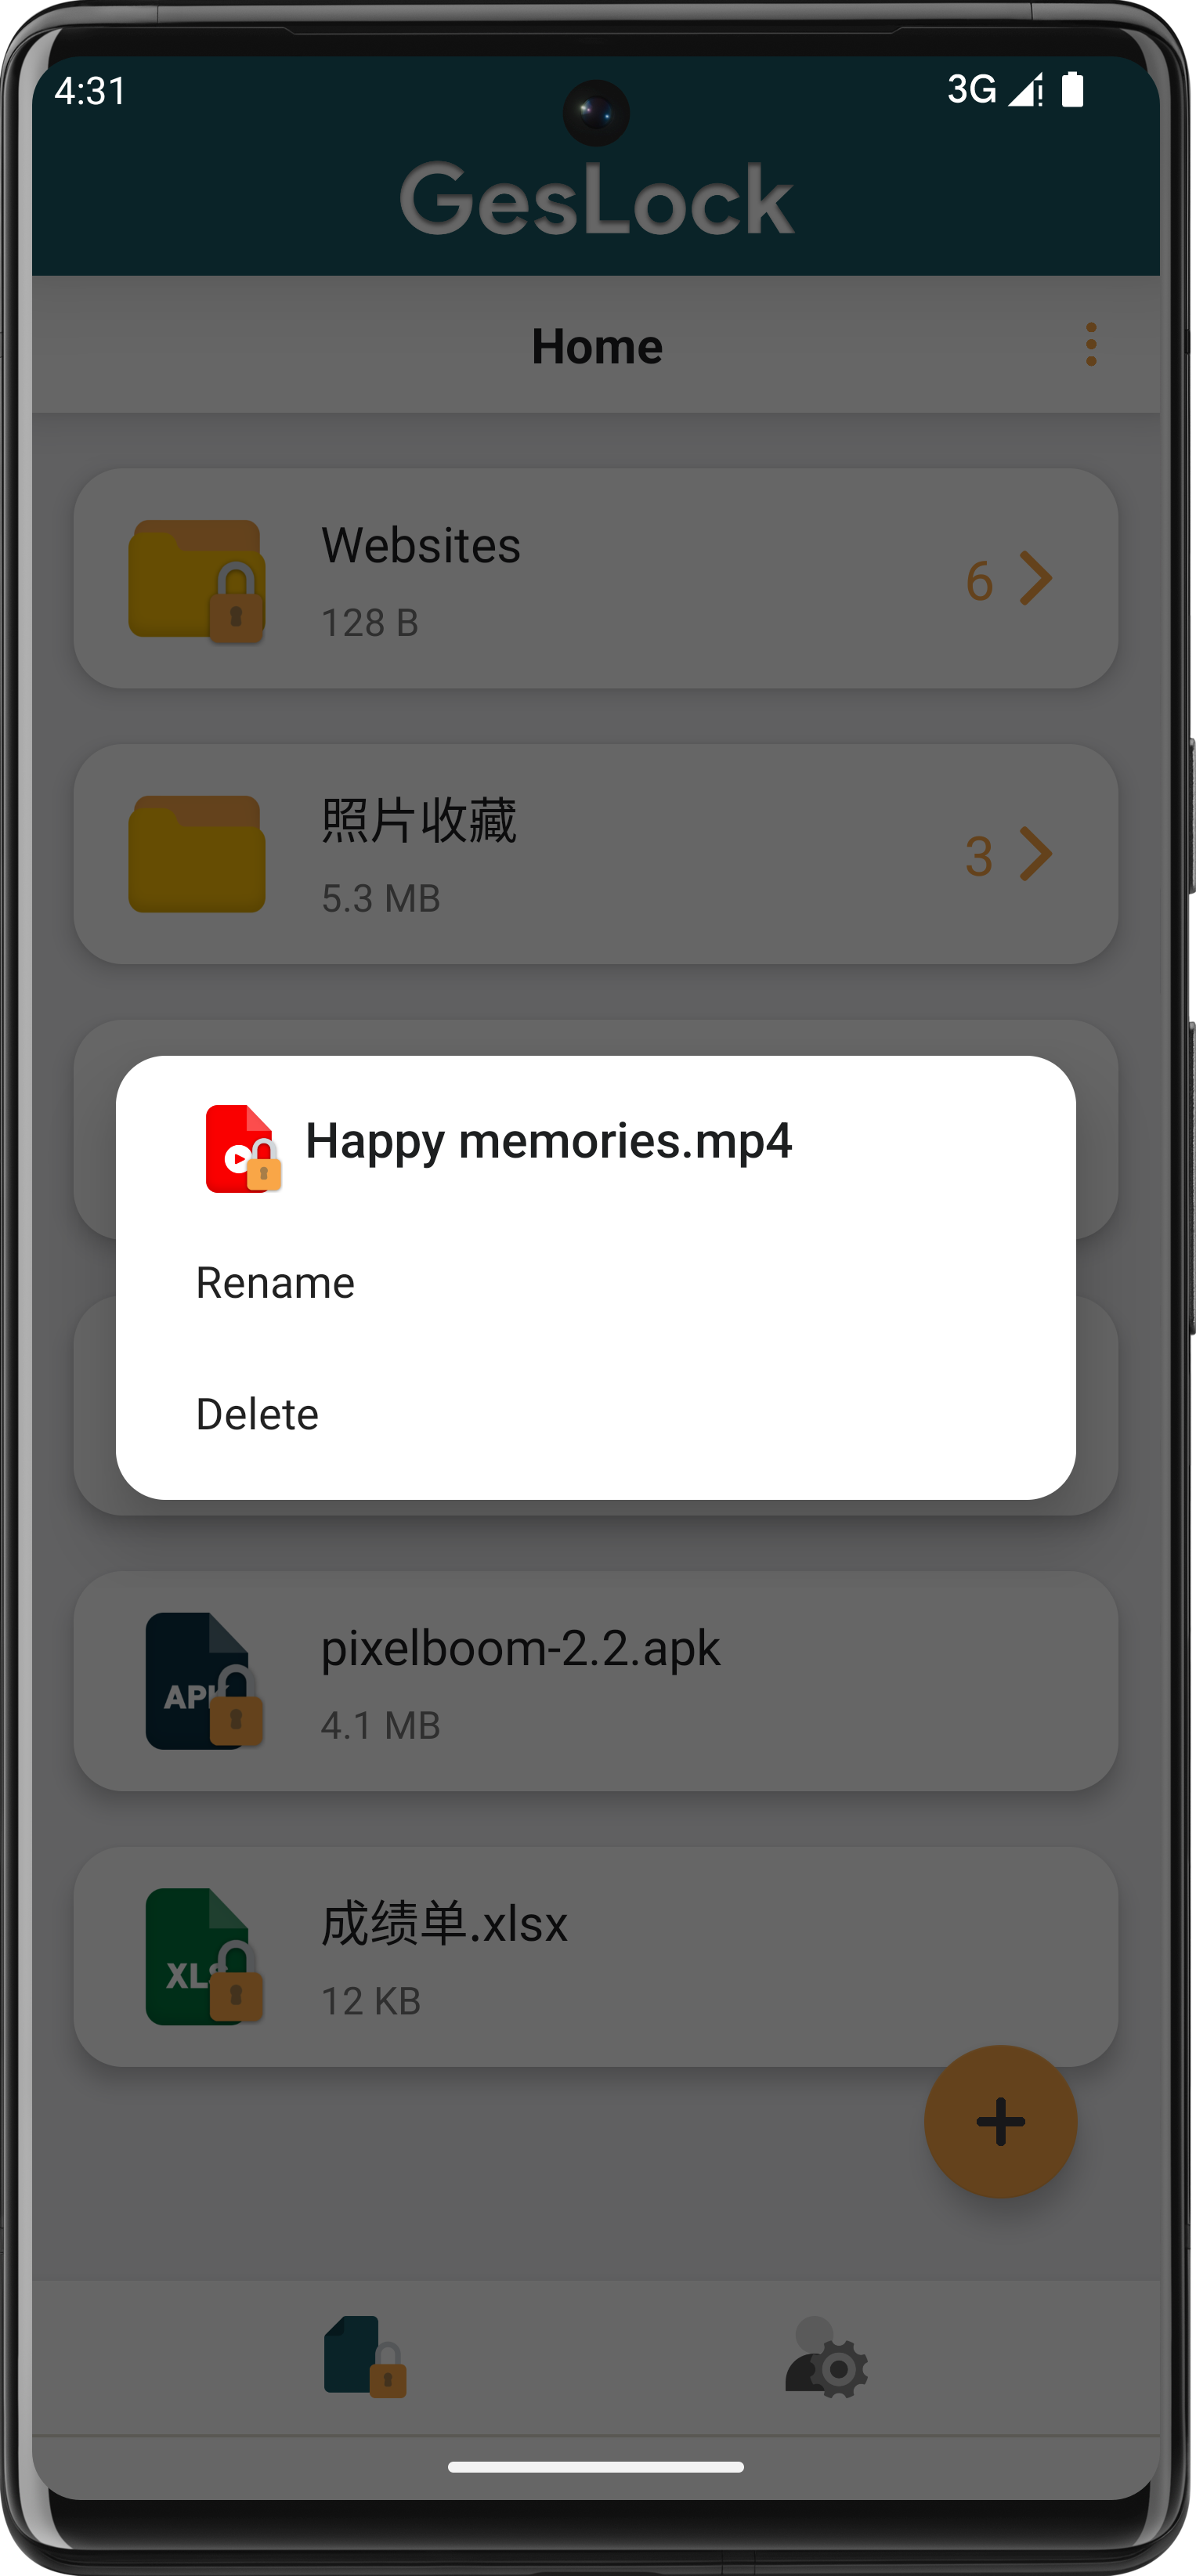 4:31
3G
GesLock
Home
Websites
128 B
6
照片收藏
5.3 MB
3
Happy memories.mp4
Rename
Delete
pixelboom-2.2.apk
4.1 MB
成绩单.xlsx
12 KB